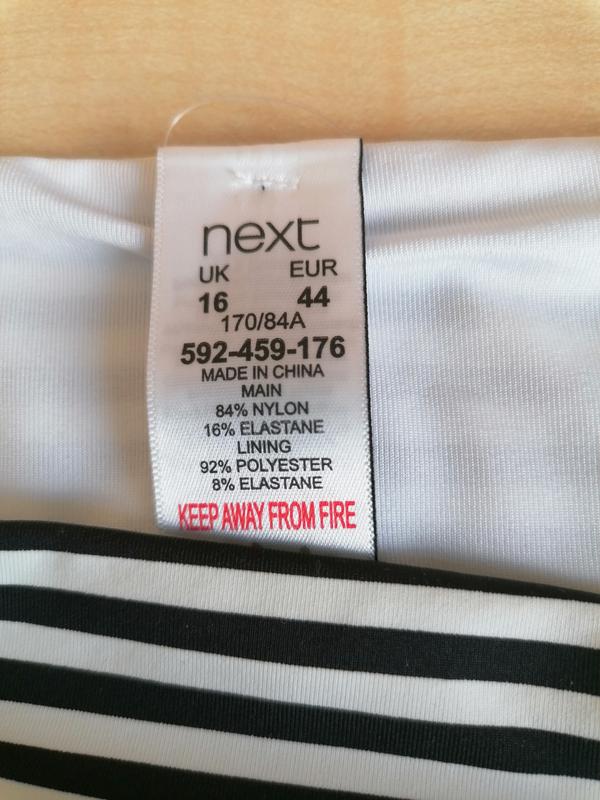 next
UK EUR
16 44
170/84A
592-459-176
MADE IN CHINA
MAIN
84% NYLON
16% ELASTANE
LINING
92% POLYESTER
8% ELASTANE
KEEP AWAY FROM FIRE